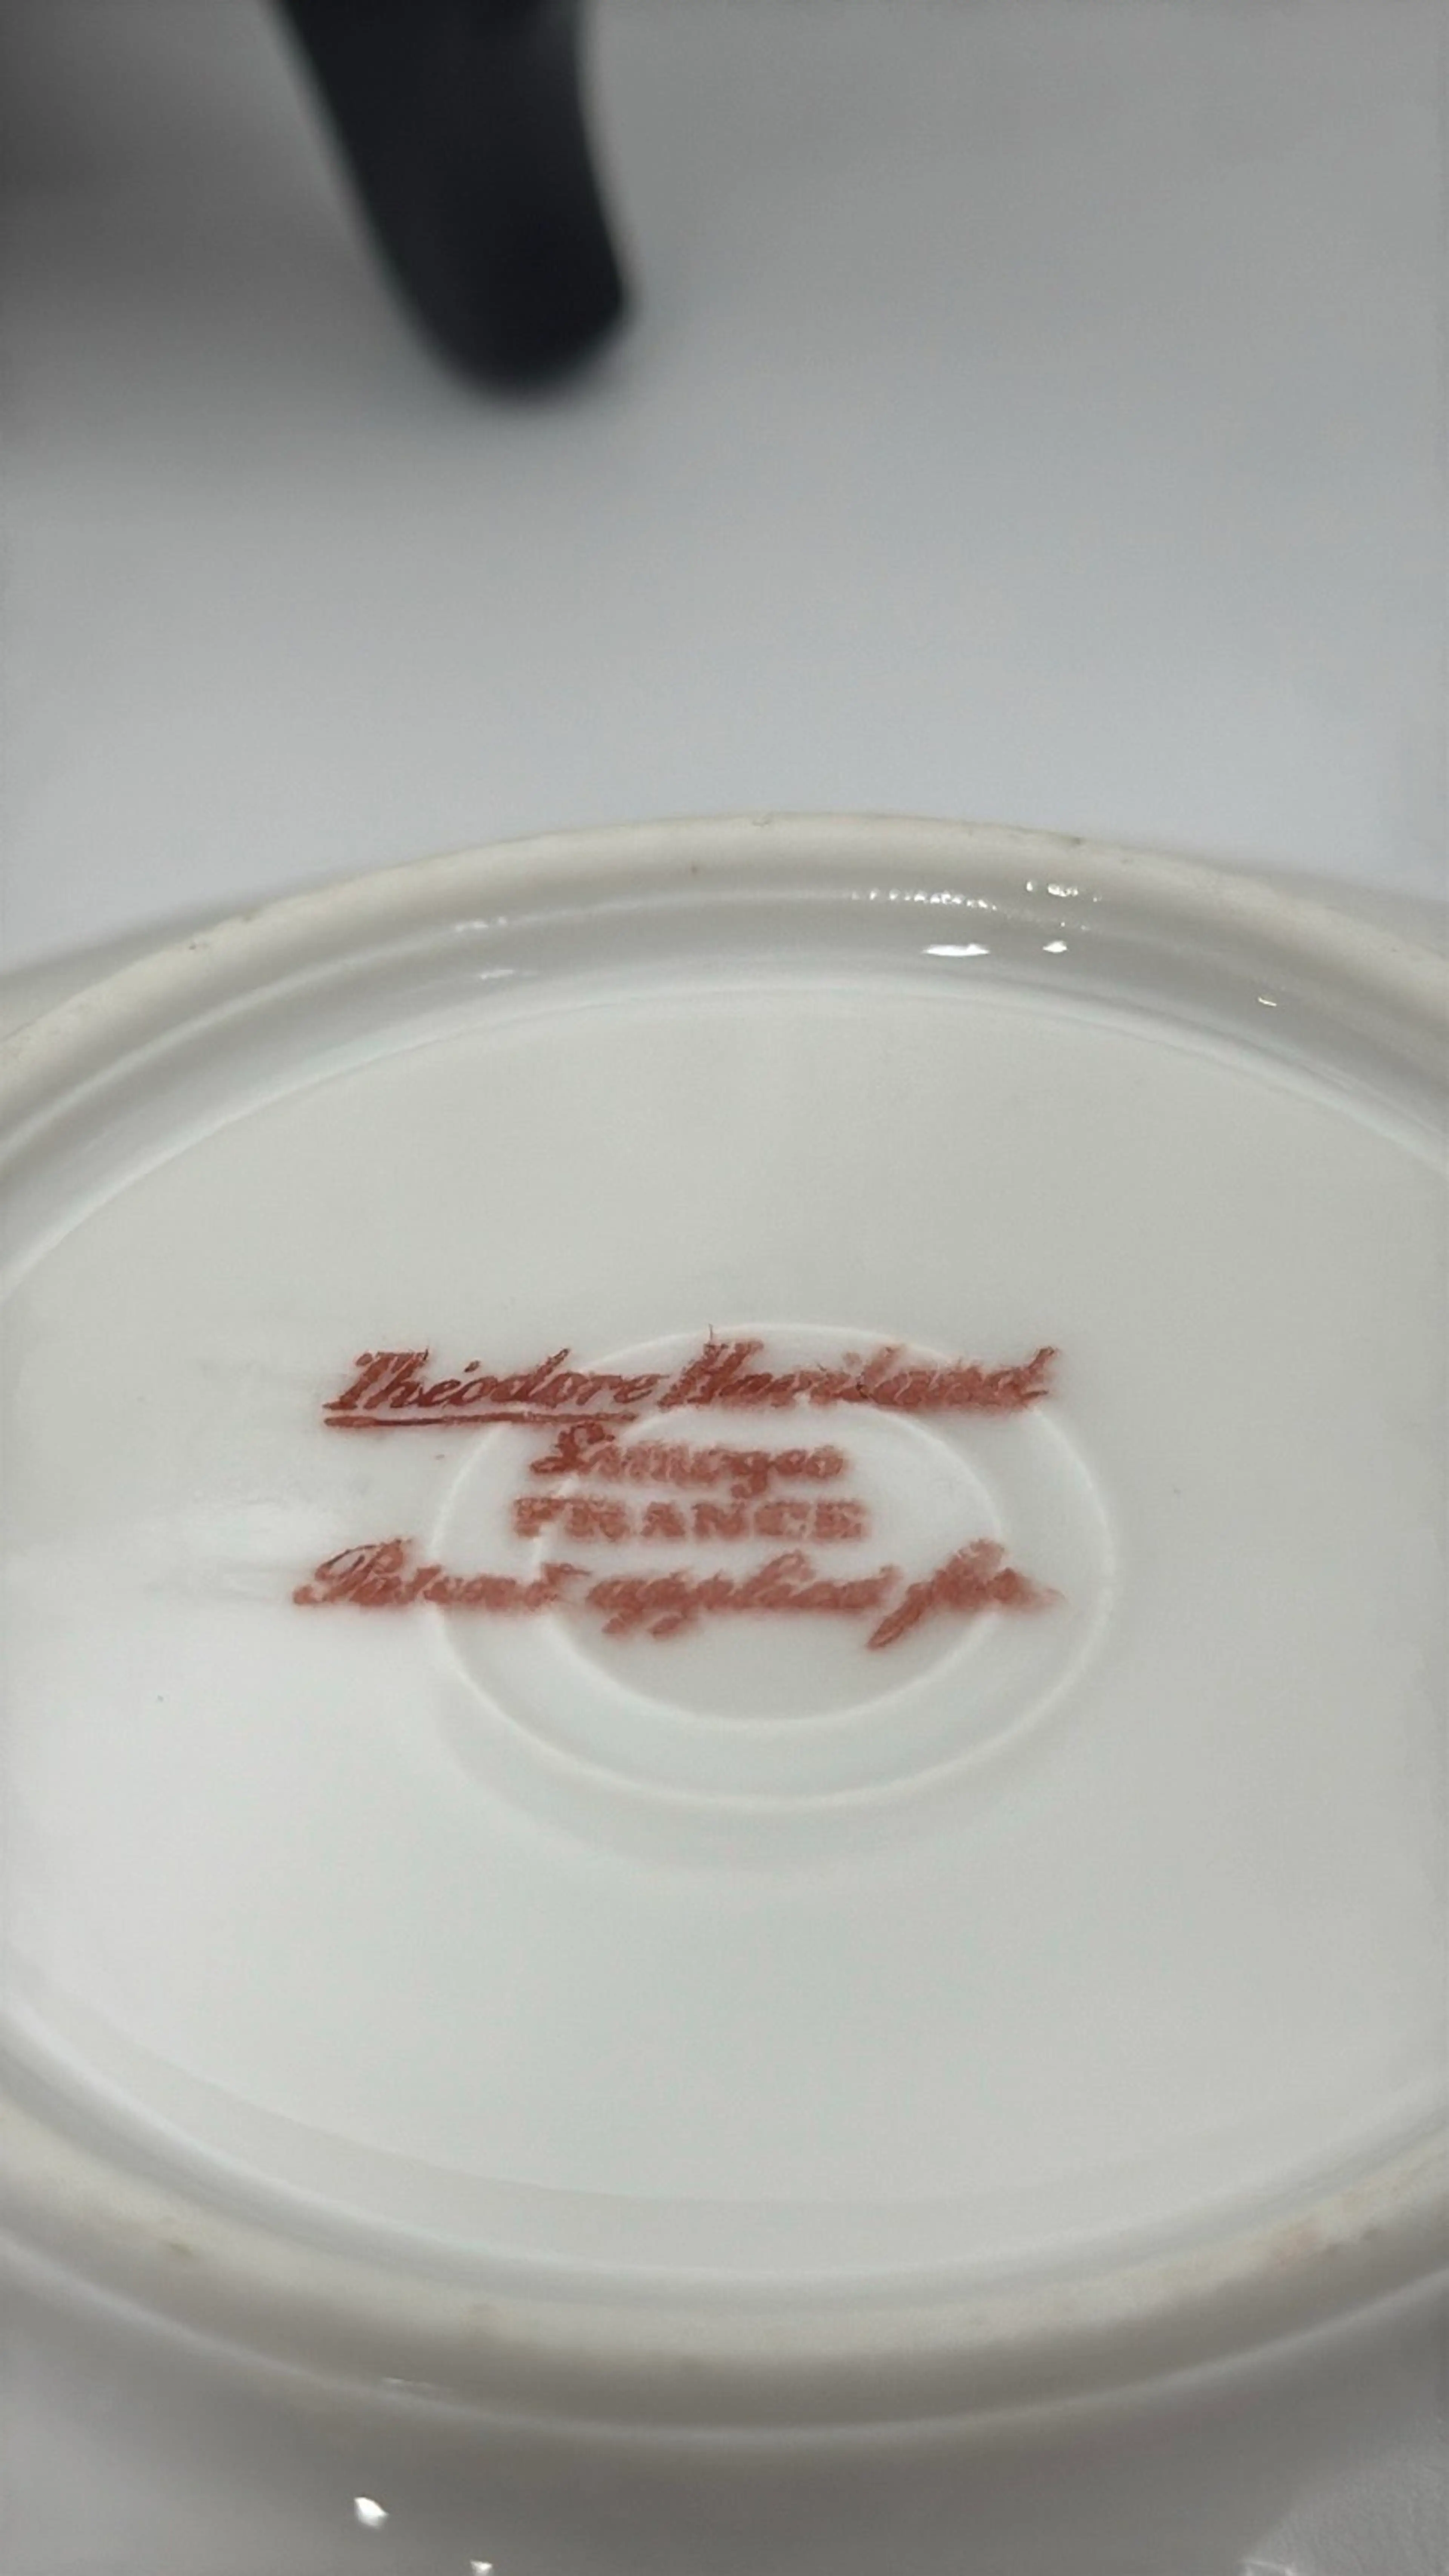 Théodore Haviland
Limoges
FRANCE
Patent applied for